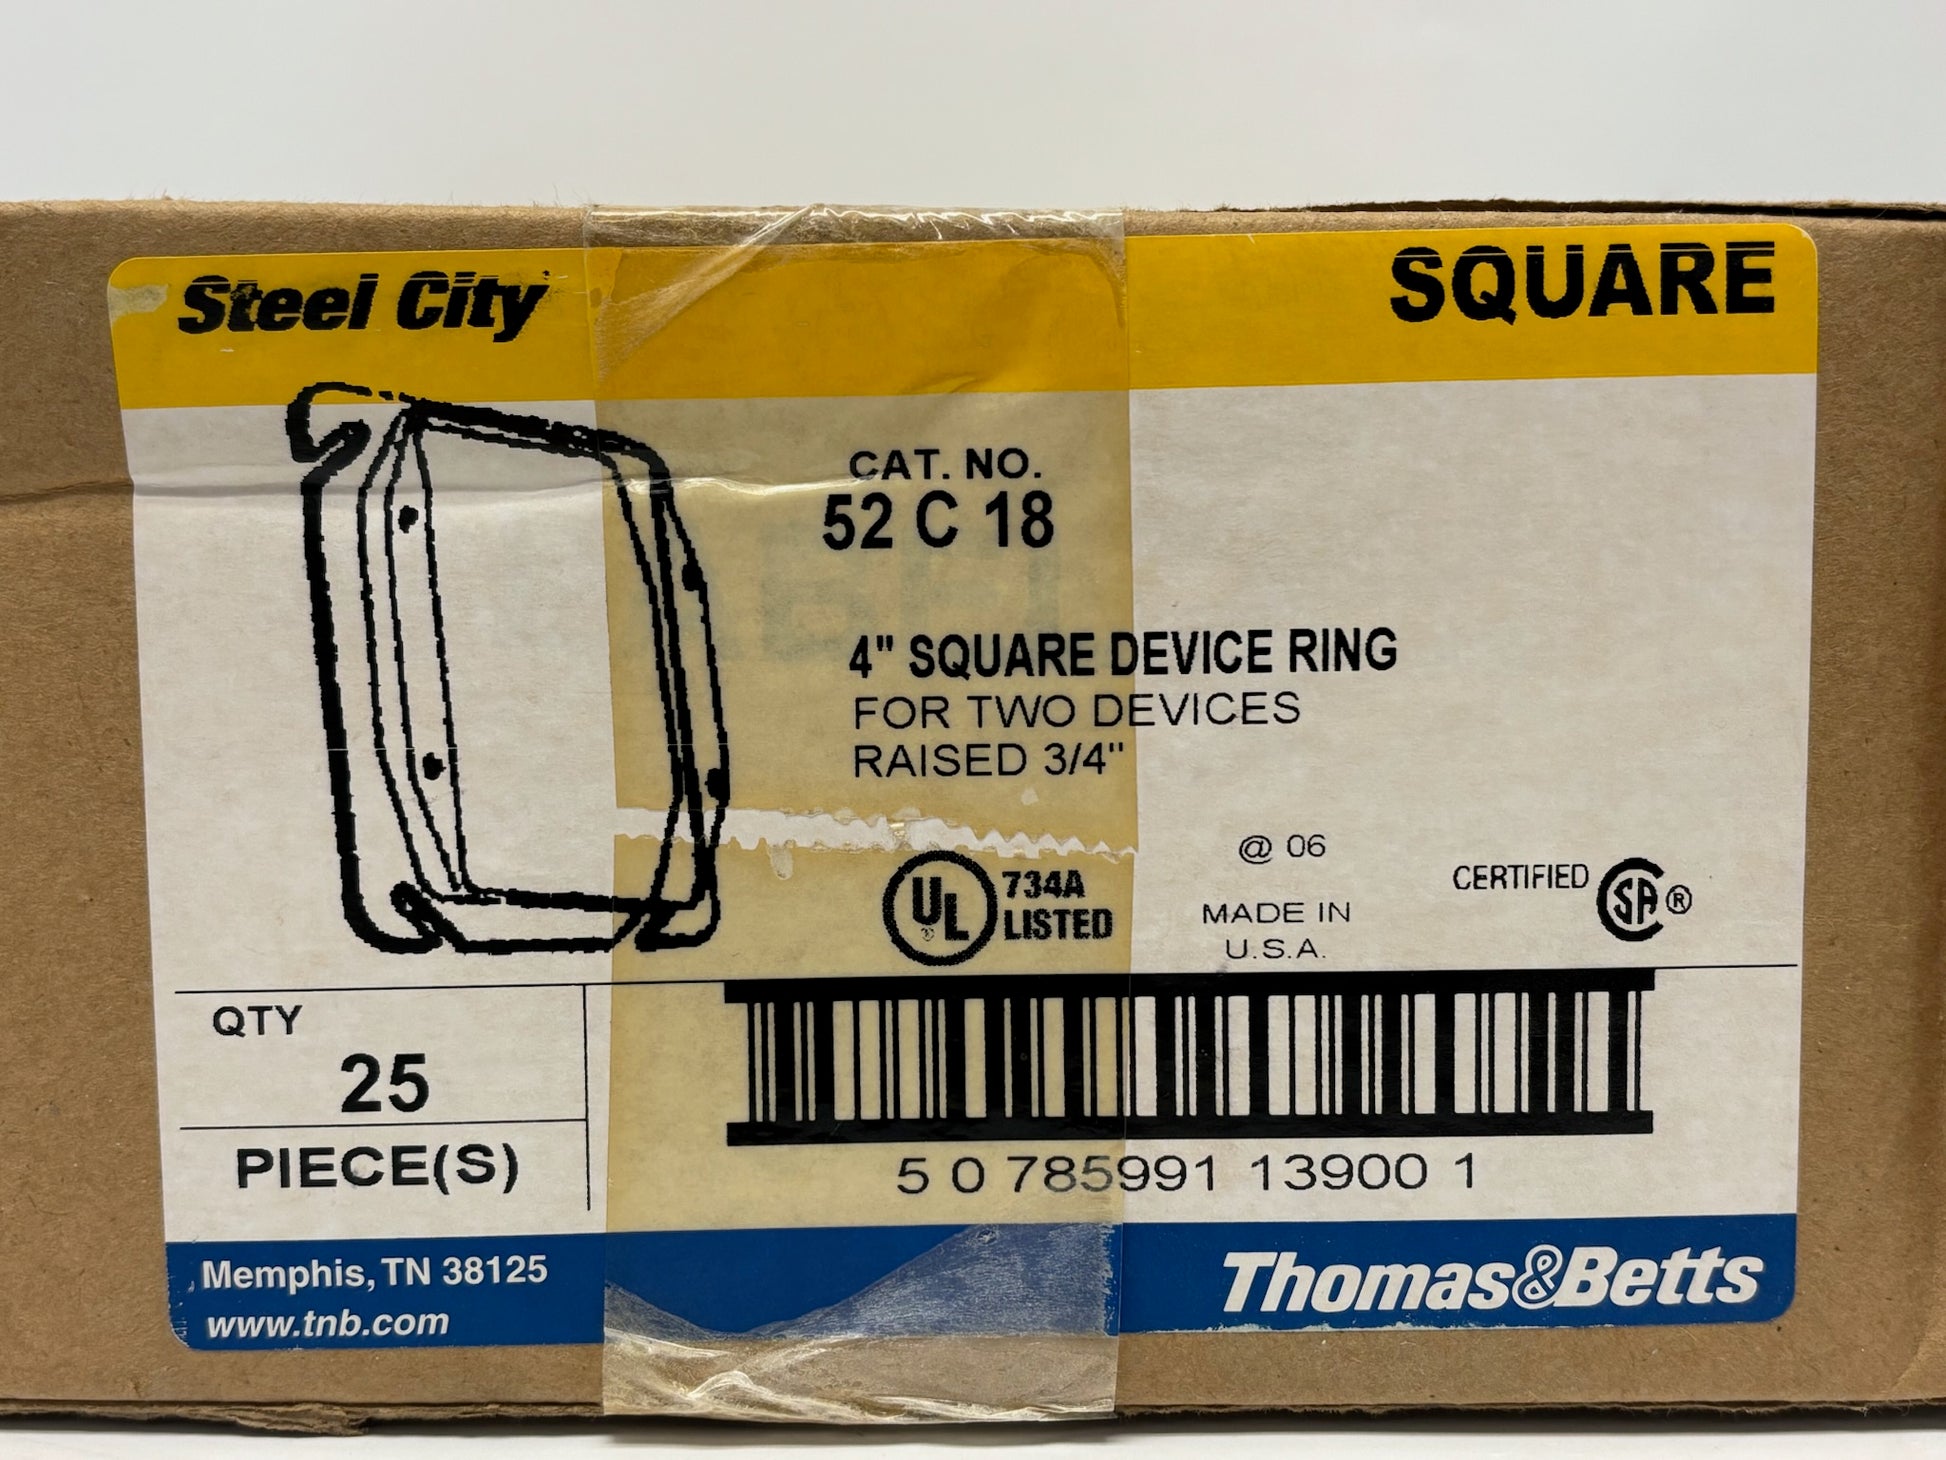 Steel City
SQUARE
CAT. NO.
52 C 18
4" SQUARE DEVICE RING
FOR TWO DEVICES
RAISED 3/4"
@ 06
UL ® 734A
LISTED
MADE IN
U.S.A.
CERTIFIED SA ®
QTY
25
PIECE(S)
5 0 785991 13900 1
Memphis, TN 38125
www.tnb.com
Thomas&Betts